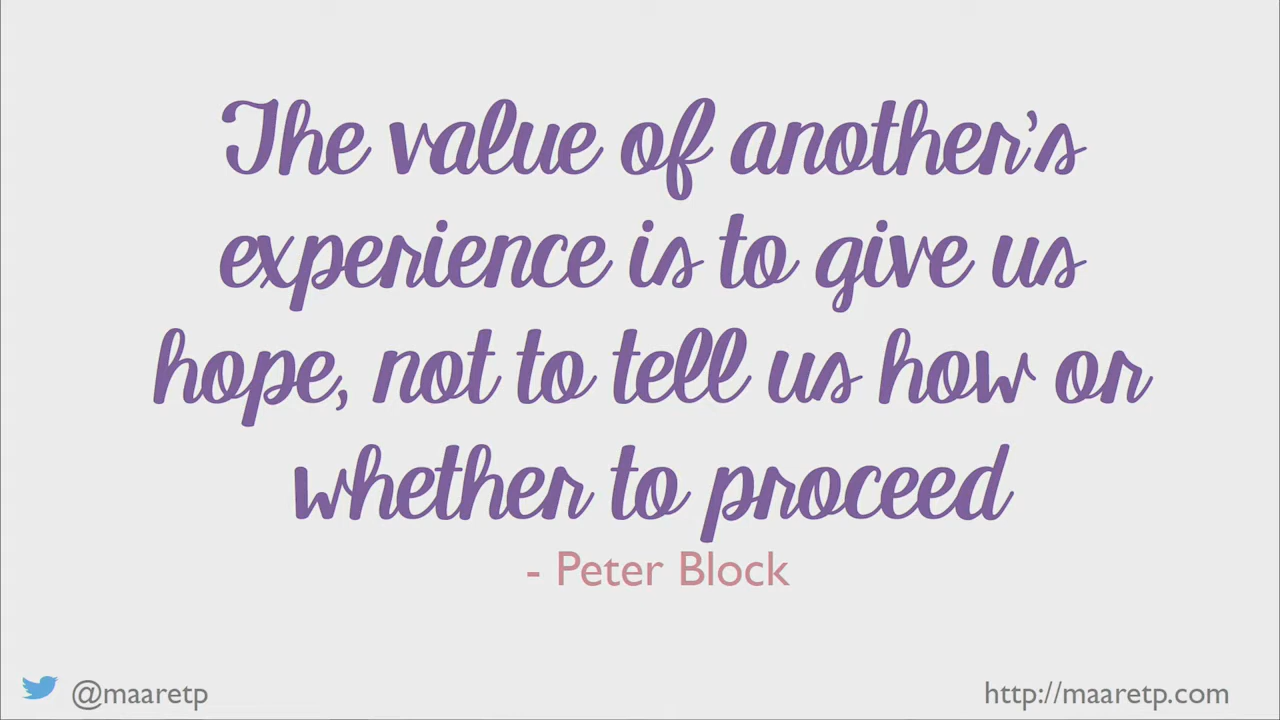 The value of another's
experience is to give us
hope, not to tell us how or
whether to proceed
- Peter Block
@maaretp
http://maaretp.com